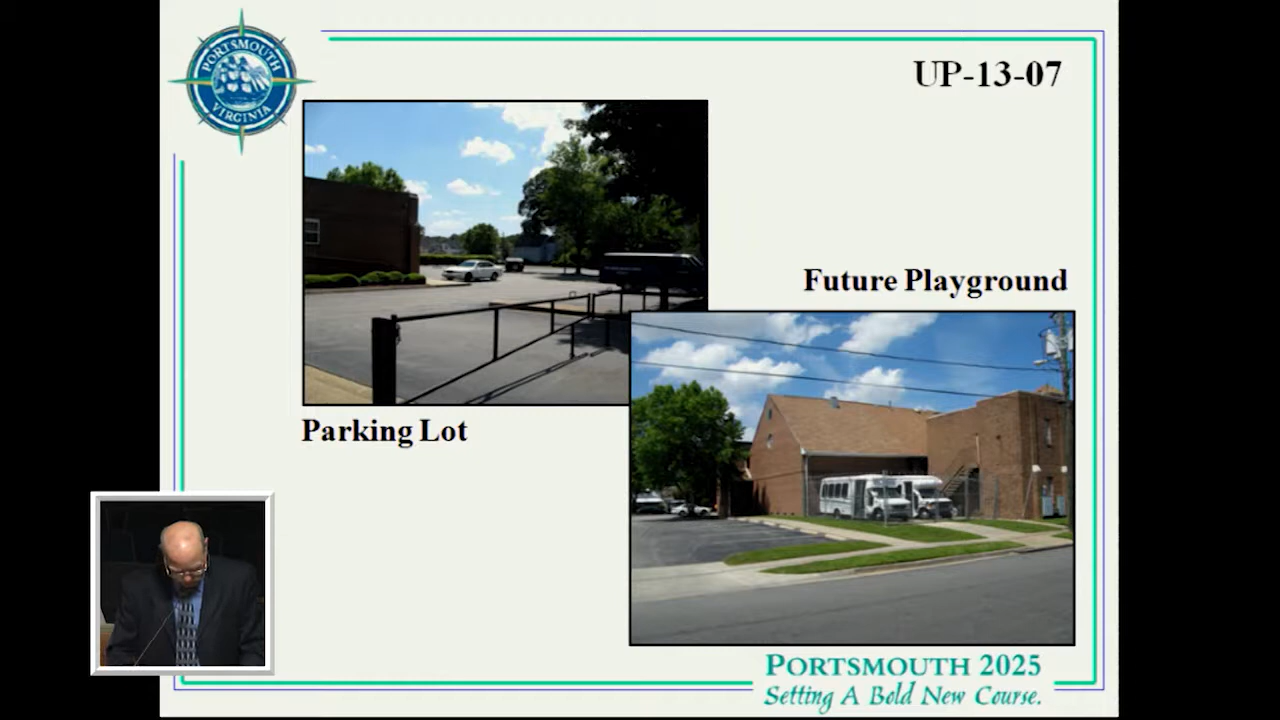 PORTSMOUTH
VIRGINIA
UP-13-07
Future Playground
Parking Lot
PORTSMOUTH 2025
Setting A Bold New Course.